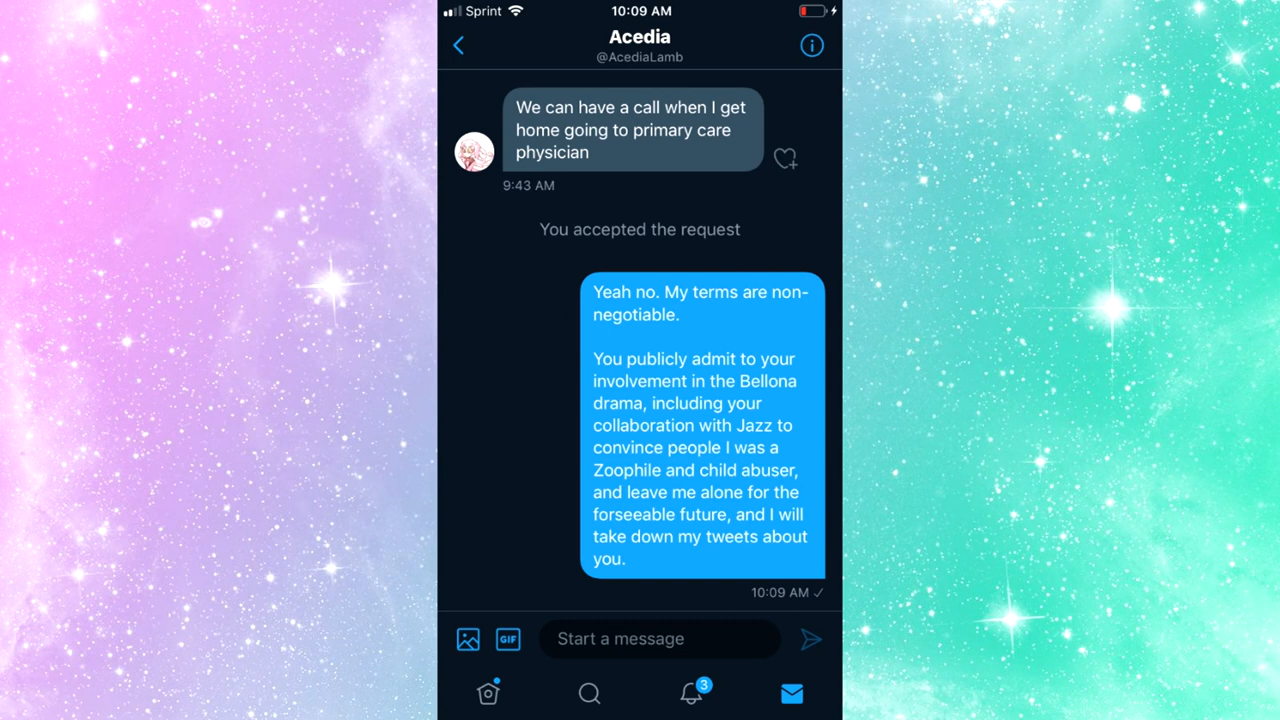 Sprint 10:09 AM
Acedia
@AcediaLamb
We can have a call when I get
home going to primary care
physician
9:43 AM
You accepted the request
Yeah no. My terms are non-
negotiable.
You publicly admit to your
involvement in the Bellona
drama, including your
collaboration with Jazz to
convince people I was a
Zoophile and child abuser,
and leave me alone for the
forseeable future, and I will
take down my tweets about
you.
10:09 AM
GIF Start a message
3